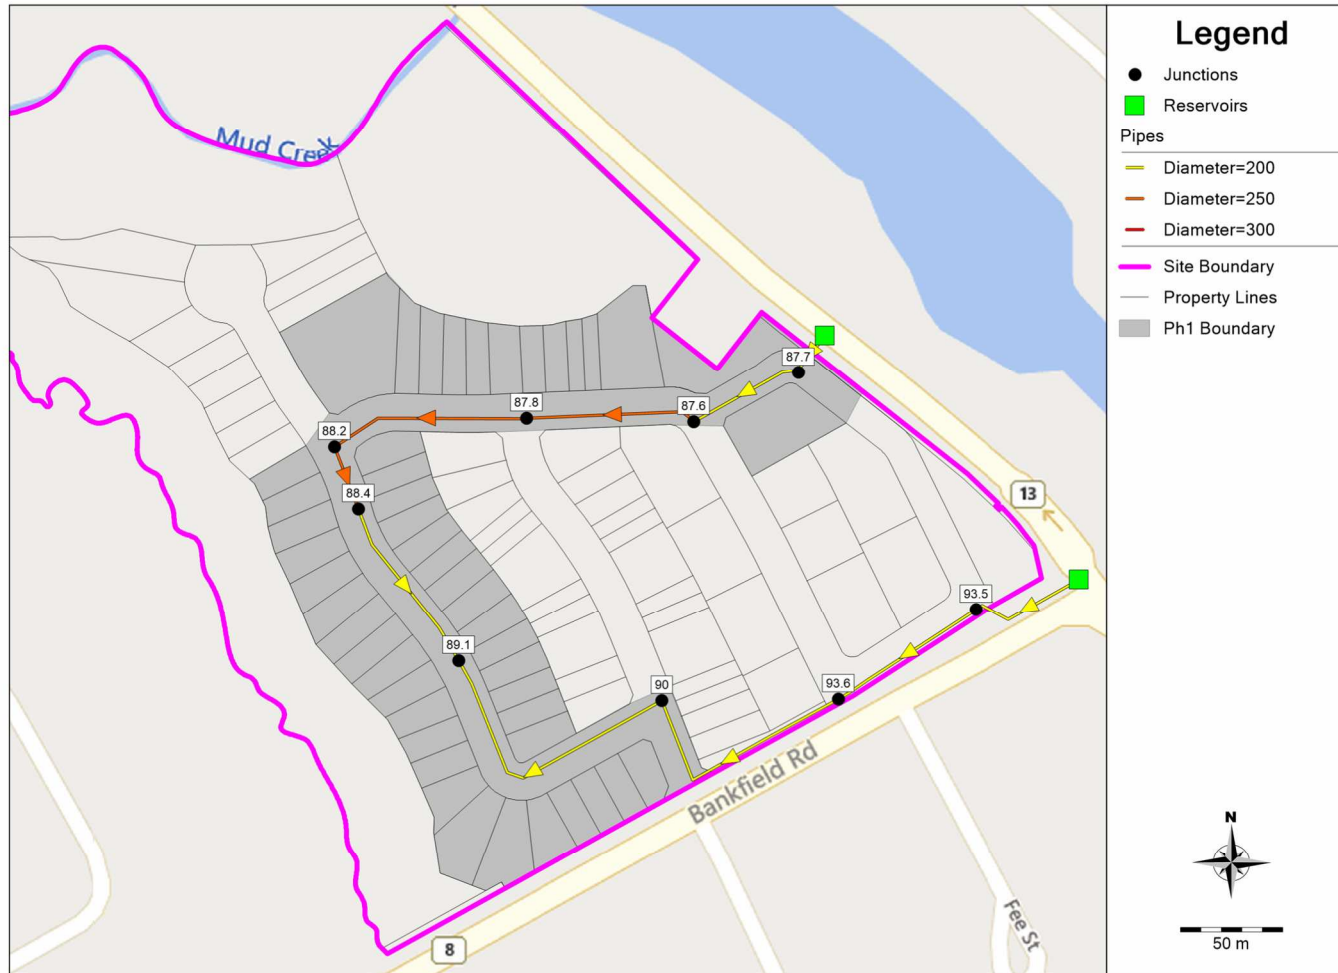 Legend
Junctions
Reservoirs
Pipes
Diameter=200
Diameter=250
Diameter=300
Site Boundary
Property Lines
Ph1 Boundary
Mud Creek
87.7
87.6
87.8
88.2
88.4
13
93.5
89.1
90
93.6
Bankfield Rd
8
Fee St
N
50 m